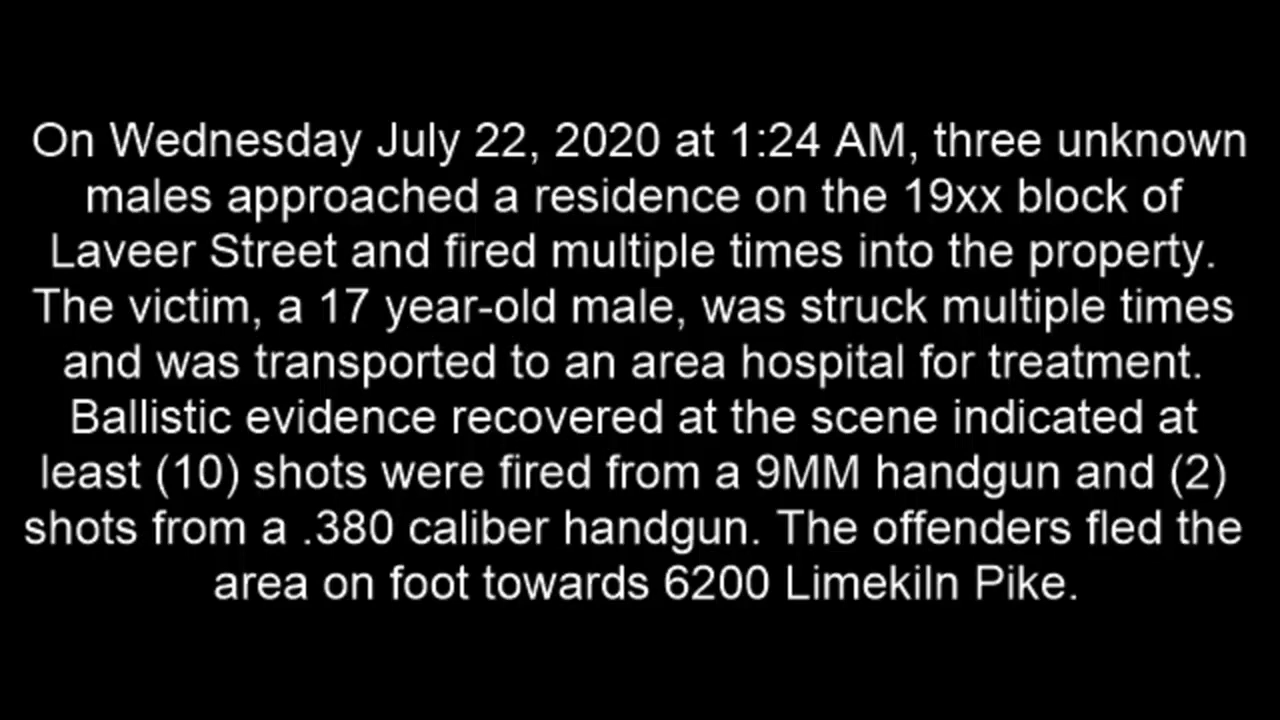 On Wednesday July 22, 2020 at 1:24 AM, three unknown
males approached a residence on the 19xx block of
Laveer Street and fired multiple times into the property.
The victim, a 17 year-old male, was struck multiple times
and was transported to an area hospital for treatment.
Ballistic evidence recovered at the scene indicated at
least (10) shots were fired from a 9MM handgun and (2)
shots from a .380 caliber handgun. The offenders fled the
area on foot towards 6200 Limekiln Pike.